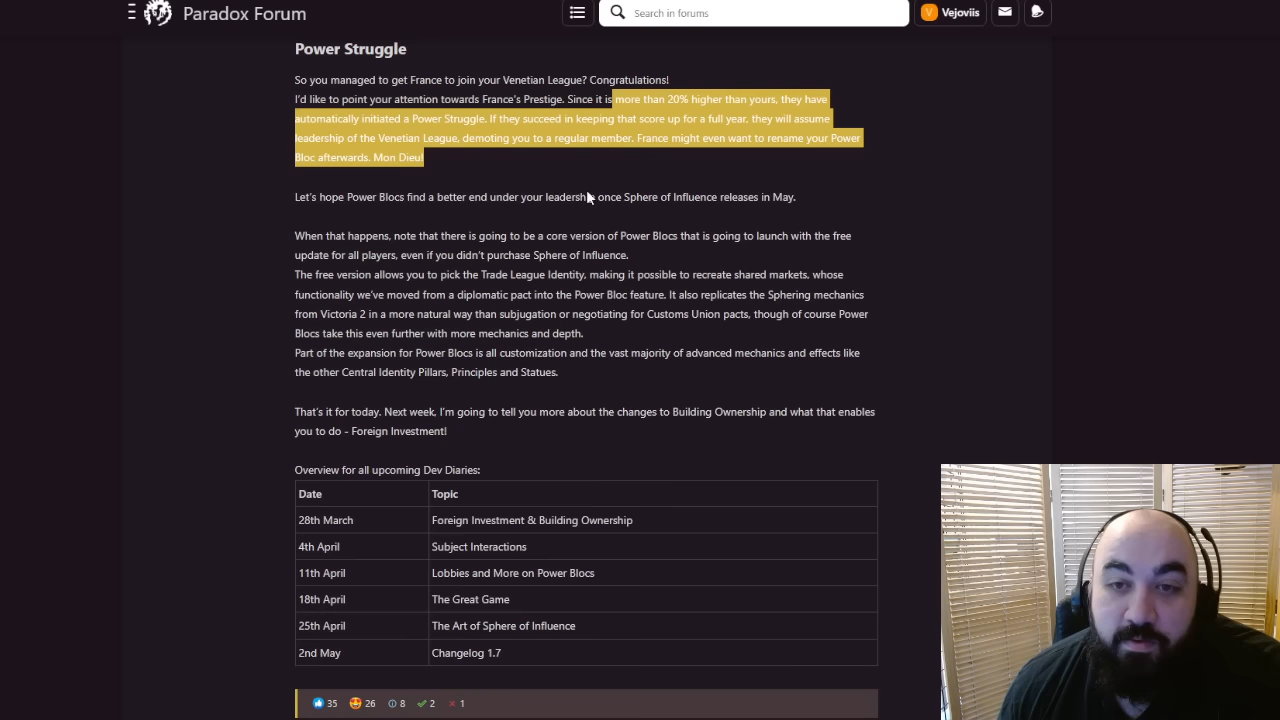 Paradox Forum
Search in forums
V Vejoviis
Power Struggle
So you managed to get France to join your Venetian League? Congratulations!
I'd like to point your attention towards France's Prestige. Since it is more than 20% higher than yours, they have
automatically initiated a Power Struggle. If they succeed in keeping that score up for a full year, they will assume
leadership of the Venetian League, demoting you to a regular member. France might even want to rename your Power
Bloc afterwards. Mon Dieu!
Let's hope Power Blocs find a better end under your leadership once Sphere of Influence releases in May.
When that happens, note that there is going to be a core version of Power Blocs that is going to launch with the free
update for all players, even if you didn't purchase Sphere of Influence.
The free version allows you to pick the Trade League Identity, making it possible to recreate shared markets, whose
functionality we've moved from a diplomatic pact into the Power Bloc feature. It also replicates the Sphering mechanics
from Victoria 2 in a more natural way than subjugation or negotiating for Customs Union pacts, though of course Power
Blocs take this even further with more mechanics and depth.
Part of the expansion for Power Blocs is all customization and the vast majority of advanced mechanics and effects like
the other Central Identity Pillars, Principles and Statues.
That's it for today. Next week, I'm going to tell you more about the changes to Building Ownership and what that enables
you to do - Foreign Investment!
Overview for all upcoming Dev Diaries:
Date Topic
28th March Foreign Investment & Building Ownership
4th April Subject Interactions
11th April Lobbies and More on Power Blocs
18th April The Great Game
25th April The Art of Sphere of Influence
2nd May Changelog 1.7
35 26 8 2 1